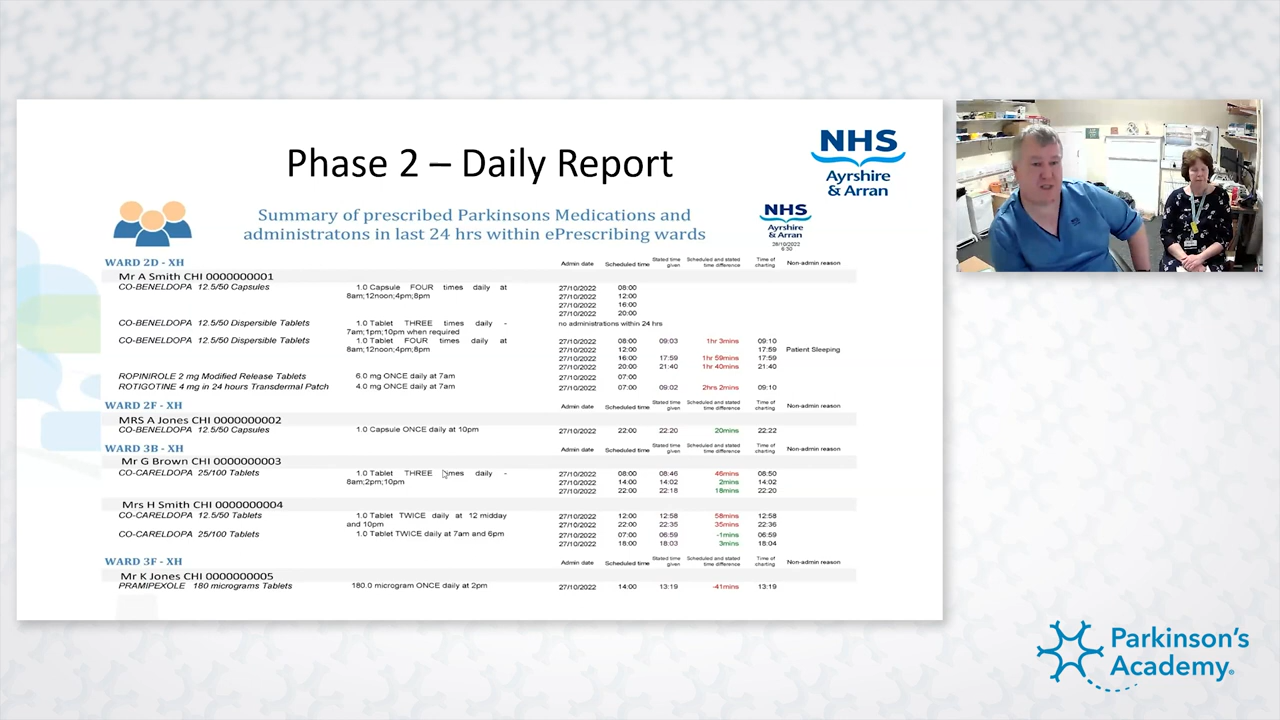 Phase 2 – Daily Report
NHS
Ayrshire
& Arran
Summary of prescribed Parkinsons Medications and
administratons in last 24 hrs within ePrescribing wards
NHS
Ayrshire
& Arran
28/10/2022
6:30
WARD 2D - XH
Admin date Scheduled time Stated time given Scheduled and stated time difference Time of charting Non-admin reason
Mr A Smith CHI 0000000001
CO-BENELDOPA 12.5/50 Capsules 1.0 Capsule FOUR times daily at 27/10/2022 08:00
8am;12noon;4pm;8pm 27/10/2022 12:00
27/10/2022 16:00
27/10/2022 20:00
CO-BENELDOPA 12.5/50 Dispersible Tablets 1.0 Tablet THREE times daily - no administrations within 24 hrs
7am;1pm;10pm when required
CO-BENELDOPA 12.5/50 Dispersible Tablets 1.0 Tablet FOUR times daily at 27/10/2022 08:00 09:03 1hr 3mins 09:10
8am;12noon;4pm;8pm 27/10/2022 12:00 17:59 Patient Sleeping
27/10/2022 16:00 17:59 1hr 59mins 17:59
27/10/2022 20:00 21:40 1hr 40mins 21:40
ROPINIROLE 2 mg Modified Release Tablets 6.0 mg ONCE daily at 7am 27/10/2022 07:00
ROTIGOTINE 4 mg in 24 hours Transdermal Patch 4.0 mg ONCE daily at 7am 27/10/2022 07:00 09:02 2hrs 2mins 09:10
WARD 2F - XH
Admin date Scheduled time Stated time given Scheduled and stated time difference Time of charting Non-admin reason
MRS A Jones CHI 0000000002
CO-BENELDOPA 12.5/50 Capsules 1.0 Capsule ONCE daily at 10pm 27/10/2022 22:00 22:20 20mins 22:22
WARD 3B - XH
Admin date Scheduled time Stated time given Scheduled and stated time difference Time of charting Non-admin reason
Mr G Brown CHI 0000000003
CO-CARELDOPA 25/100 Tablets 1.0 Tablet THREE times daily - 27/10/2022 08:00 08:46 46mins 08:50
8am;2pm;10pm 27/10/2022 14:00 14:02 2mins 14:02
27/10/2022 22:00 22:18 18mins 22:20
Mrs H Smith CHI 0000000004
CO-CARELDOPA 12.5/50 Tablets 1.0 Tablet TWICE daily at 12 midday 27/10/2022 12:00 12:58 58mins 12:58
and 10pm 27/10/2022 22:00 22:35 35mins 22:36
CO-CARELDOPA 25/100 Tablets 1.0 Tablet TWICE daily at 7am and 6pm 27/10/2022 07:00 06:59 -1mins 06:59
27/10/2022 18:00 18:03 3mins 18:04
WARD 3F - XH
Admin date Scheduled time Stated time given Scheduled and stated time difference Time of charting Non-admin reason
Mr K Jones CHI 0000000005
PRAMIPEXOLE 180 micrograms Tablets 180.0 microgram ONCE daily at 2pm 27/10/2022 14:00 13:19 -41mins 13:19
Parkinson's
Academy®